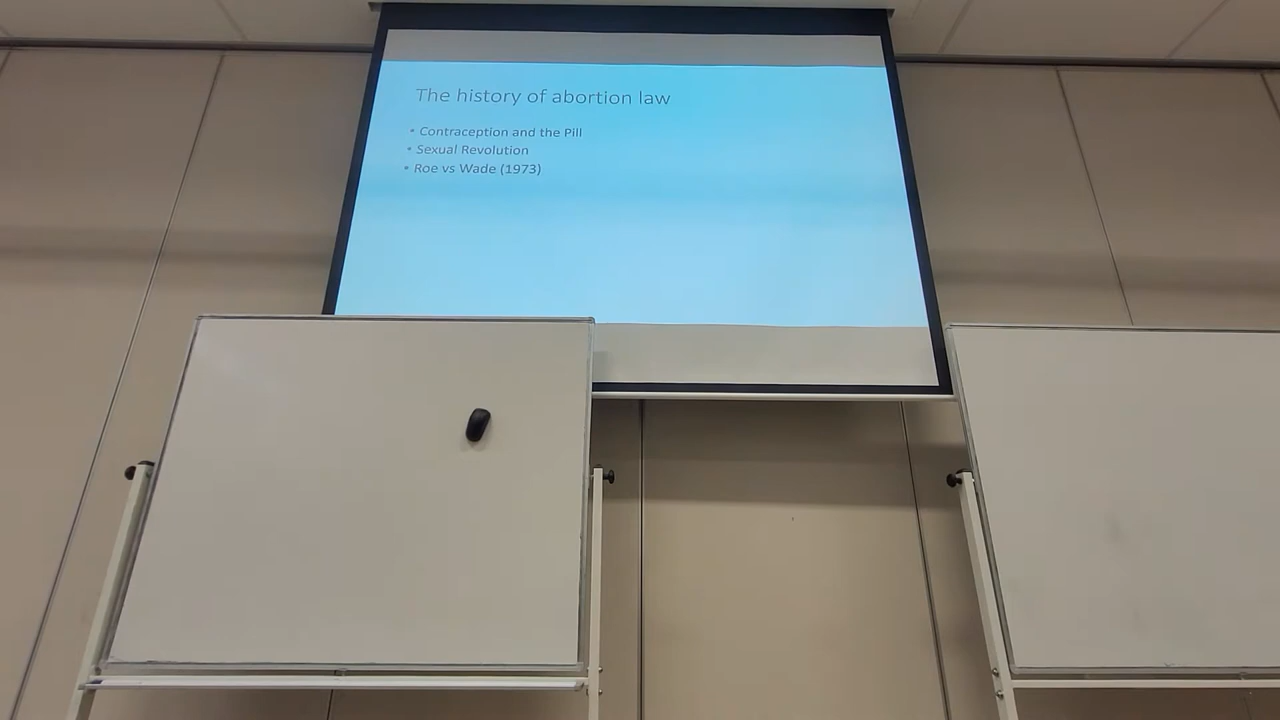 The history of abortion law
• Contraception and the Pill
• Sexual Revolution
• Roe vs Wade (1973)